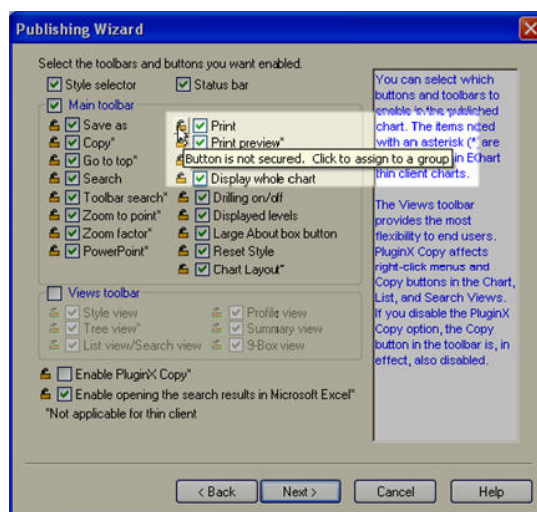 Publishing Wizard
Select the toolbars and buttons you want enabled.
Style selector
Status bar
Main toolbar
Save as
Print
Copy*
Print preview*
Go to top*
Button is not secured. Click to assign to a group
Search
Display whole chart
Toolbar search*
Drilling on/off
Zoom to point*
Displayed levels
Zoom factor*
Large About box button
PowerPoint*
Reset Style
Chart Layout*
Views toolbar
Style view
Profile view
Tree view*
Summary view
List view/Search view
9-Box view
Enable PluginX Copy*
Enable opening the search results in Microsoft Excel*
*Not applicable for thin client
You can select which
buttons and toolbars to
enable in the published
chart. The items noted
with an asterisk (*) are
in EChart
thin client charts.
The Views toolbar
provides the most
flexibility to end users.
PluginX Copy affects
right-click menus and
Copy buttons in the Chart,
List, and Search Views.
If you disable the PluginX
Copy option, the Copy
button in the toolbar is, in
effect, also disabled.
< Back
Next >
Cancel
Help